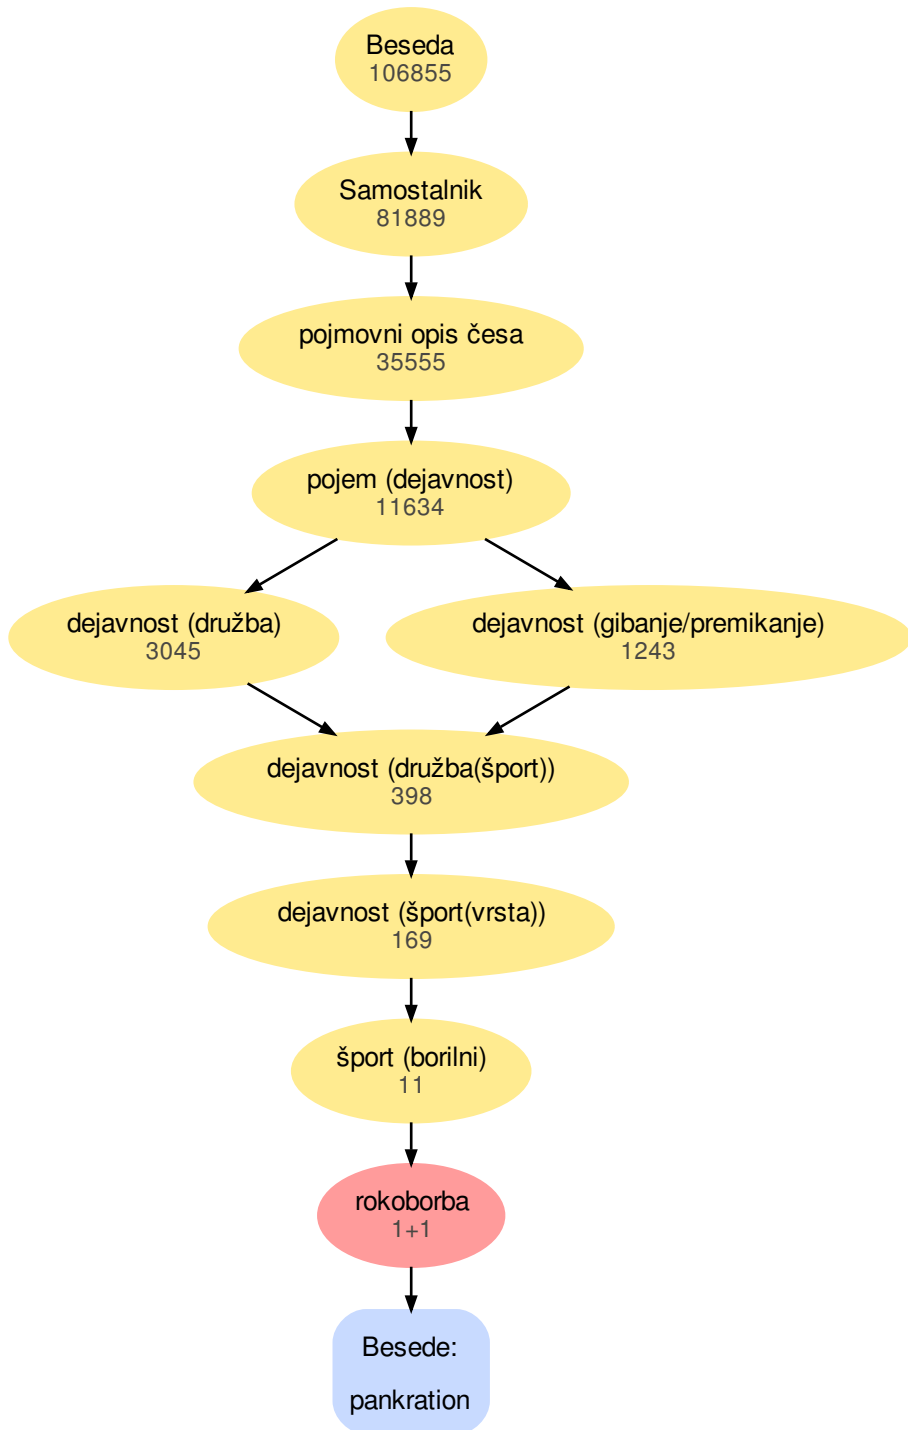 Beseda
106855
Samostalnik
81889
pojmovni opis česa
35555
pojem (dejavnost)
11634
dejavnost (družba)
3045
dejavnost (gibanje/premikanje)
1243
dejavnost (družba(šport))
398
dejavnost (šport(vrsta))
169
šport (borilni)
11
rokoborba
1+1
Besede:
pankration